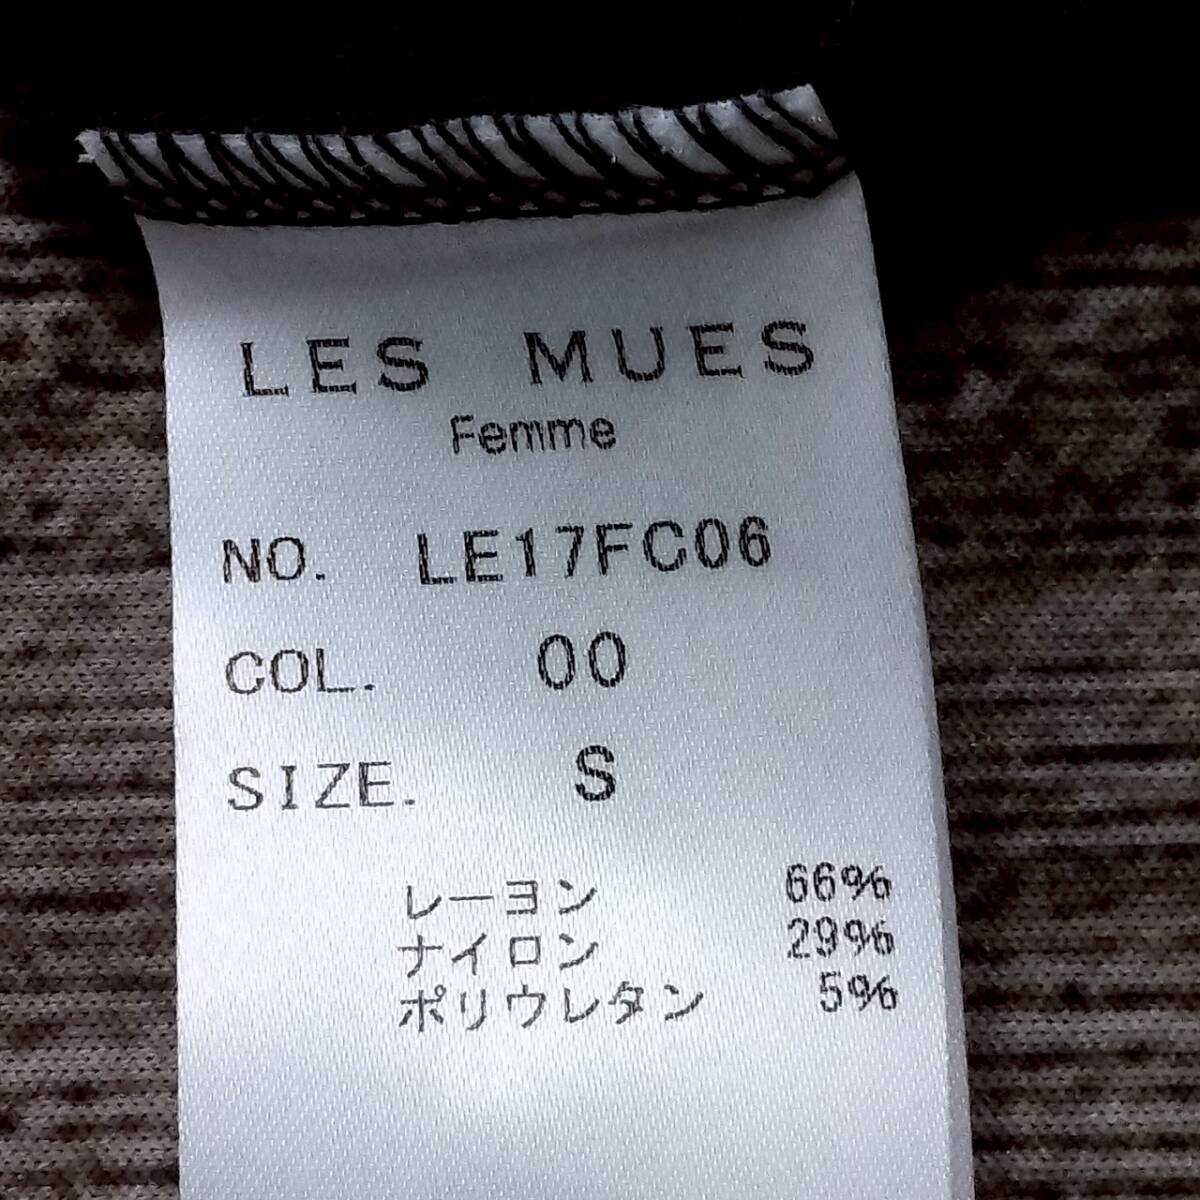 LES MUES
Femme
NO. LE17FC06
COL. 00
SIZE. S
レーヨン 66%
ナイロン 29%
ポリウレタン 5%